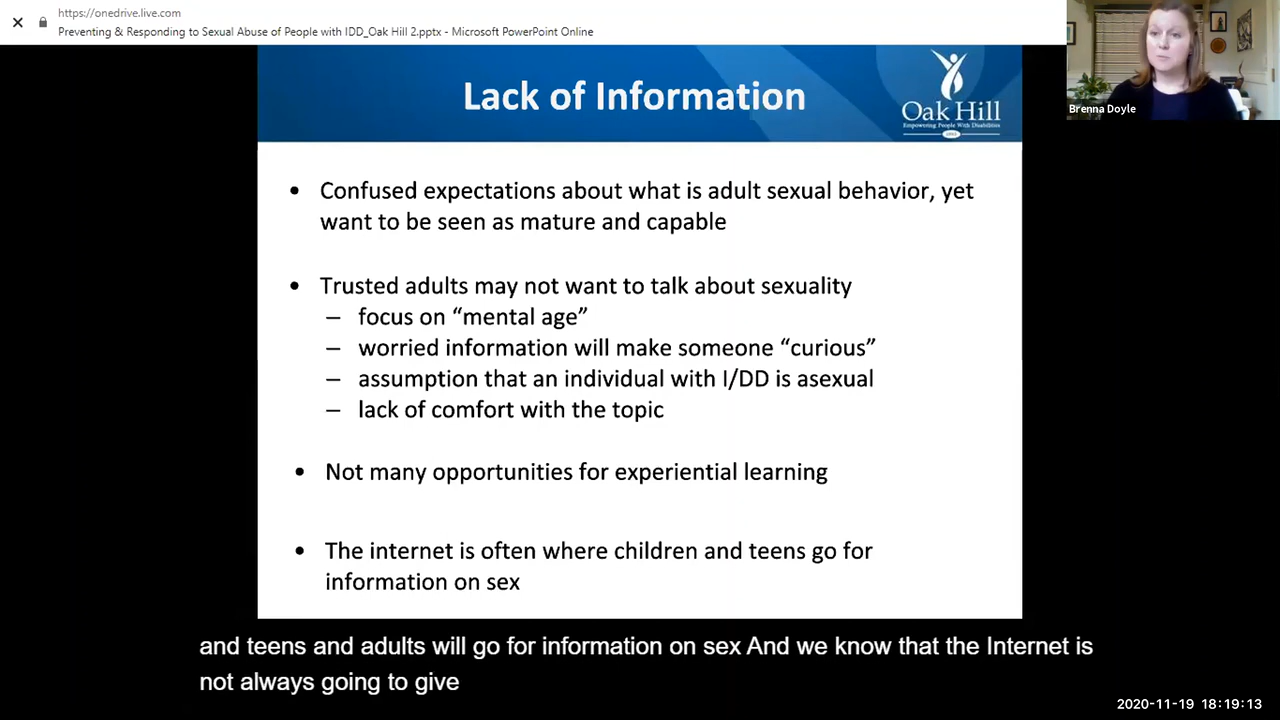 https://onedrive.live.com
Preventing & Responding to Sexual Abuse of People with IDD_Oak Hill 2.pptx - Microsoft PowerPoint Online
Brenna Doyle
Lack of Information
Oak Hill
Empowering People With Disabilities
• Confused expectations about what is adult sexual behavior, yet
want to be seen as mature and capable
• Trusted adults may not want to talk about sexuality
– focus on “mental age”
– worried information will make someone “curious”
– assumption that an individual with I/DD is asexual
– lack of comfort with the topic
• Not many opportunities for experiential learning
• The internet is often where children and teens go for
information on sex
and teens and adults will go for information on sex And we know that the Internet is
not always going to give
2020-11-19 18:19:13